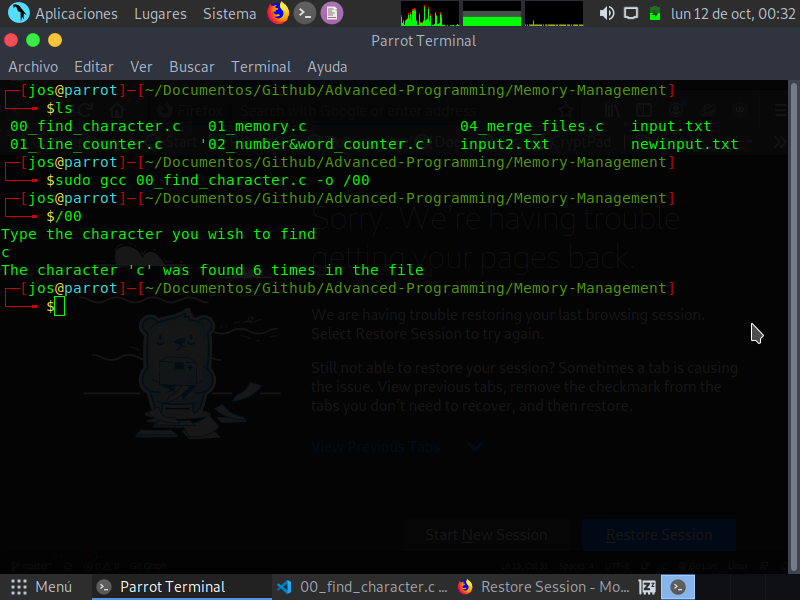 Aplicaciones Lugares Sistema lun 12 de oct, 00:32
Parrot Terminal
Archivo Editar Ver Buscar Terminal Ayuda
[jos@parrot]─[~/Documentos/Github/Advanced-Programming/Memory-Management]
$ls
00_find_character.c 01_memory.c 04_merge_files.c input.txt
01_line_counter.c '02_number&word_counter.c' input2.txt newinput.txt
[jos@parrot]─[~/Documentos/Github/Advanced-Programming/Memory-Management]
$sudo gcc 00_find_character.c -o /00
[jos@parrot]─[~/Documentos/Github/Advanced-Programming/Memory-Management]
$/00
Type the character you wish to find
c
The character 'c' was found 6 times in the file
[jos@parrot]─[~/Documentos/Github/Advanced-Programming/Memory-Management]
$
Sorry. We're having trouble
getting your pages back.
We are having trouble restoring your last browsing session.
Select Restore Session to try again.
Still not able to restore your session? Sometimes a tab is causing
the issue. View previous tabs, remove the checkmark from the
tabs you don't need to recover, and then restore.
View Previous Tabs
Start New Session Restore Session
Menú Parrot Terminal 00_find_character.c ... Restore Session - Mo...